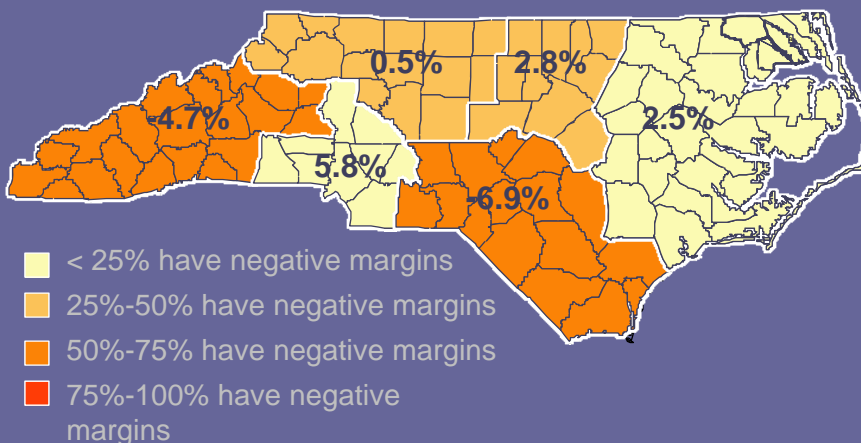 0.5%
2.8%
-4.7%
2.5%
5.8%
-6.9%
< 25% have negative margins
25%-50% have negative margins
50%-75% have negative margins
75%-100% have negative
margins